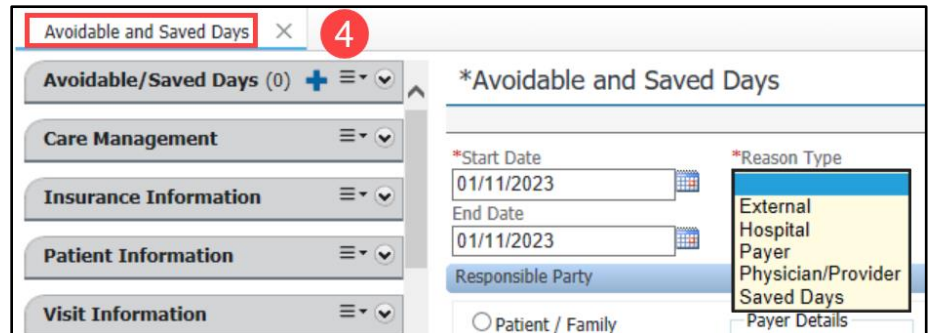 Avoidable and Saved Days
4
Avoidable/Saved Days (0)
Care Management
Insurance Information
Patient Information
Visit Information
*Avoidable and Saved Days
*Start Date
01/11/2023
End Date
01/11/2023
*Reason Type
External
Hospital
Payer
Physician/Provider
Saved Days
Responsible Party
Patient / Family
Payer Details